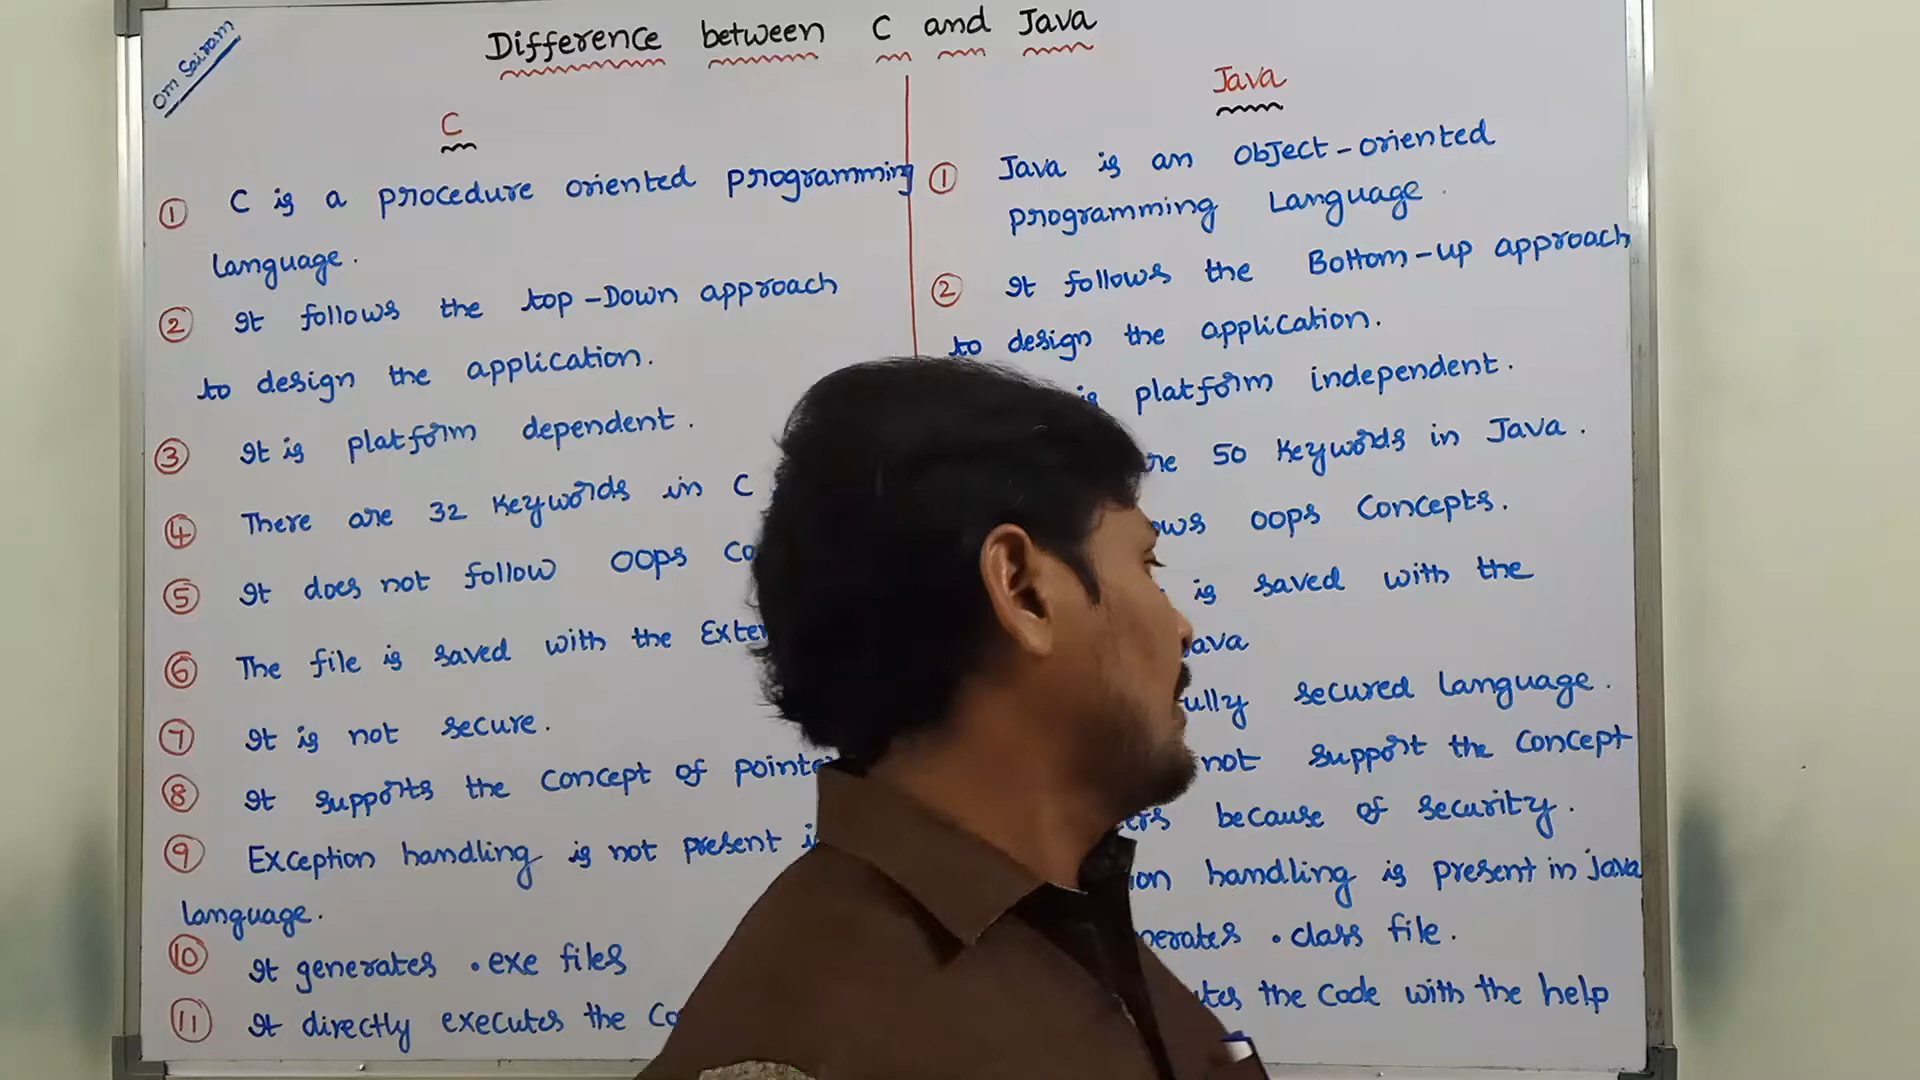 Om Sairam
Difference between C and Java
C
① C is a procedure oriented programming
language.
② It follows the top-Down approach
to design the application.
③ It is platform dependent.
④ There are 32 keywords in C
⑤ It does not follow OOPS
⑥ The file is saved with the
⑦ It is not secure.
⑧ It supports the concept of
⑨ Exception handling is not present
language.
⑩ It generates .exe files
⑪ It directly executes the
Java
① Java is an Object-oriented
programming Language.
② It follows the Bottom-up approach
to design the application.
platform independent.
50 keywords in Java.
OOPS Concepts.
is saved with the
secured language.
not support the concept
because of security.
handling is present in java
.class file.
the code with the help